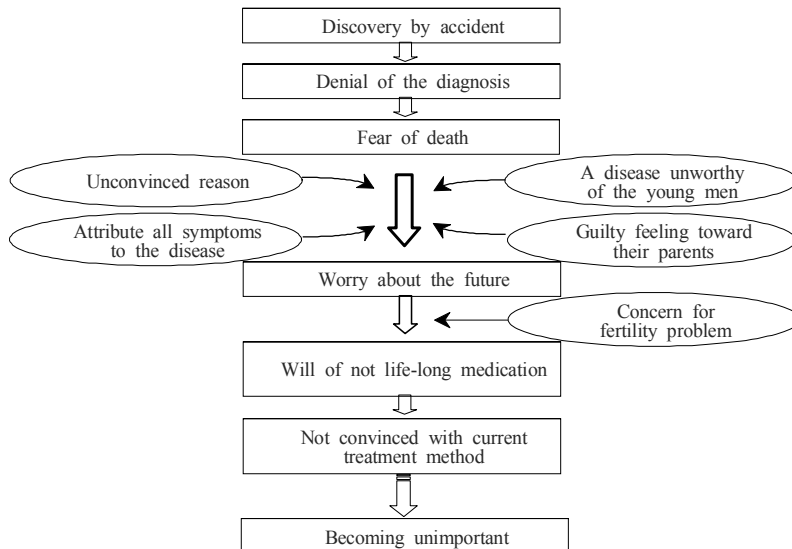 Discovery by accident
Denial of the diagnosis
Fear of death
Unconvinced reason
A disease unworthy
of the young men
Attribute all symptoms
to the disease
Guilty feeling toward
their parents
Worry about the future
Concern for
fertility problem
Will of not life-long medication
Not convinced with current
treatment method
Becoming unimportant